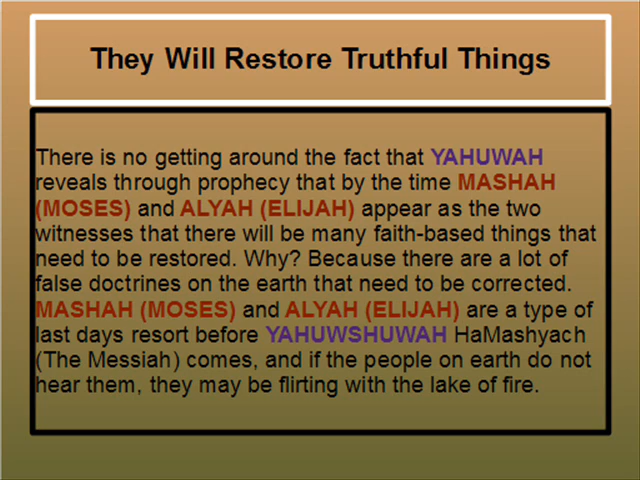 They Will Restore Truthful Things
There is no getting around the fact that YAHUWAH
reveals through prophecy that by the time MASHAH
(MOSES) and ALYAH (ELIJAH) appear as the two
witnesses that there will be many faith-based things that
need to be restored. Why? Because there are a lot of
false doctrines on the earth that need to be corrected.
MASHAH (MOSES) and ALYAH (ELIJAH) are a type of
last days resort before YAHUWSHUWAH HaMashyach
(The Messiah) comes, and if the people on earth do not
hear them, they may be flirting with the lake of fire.